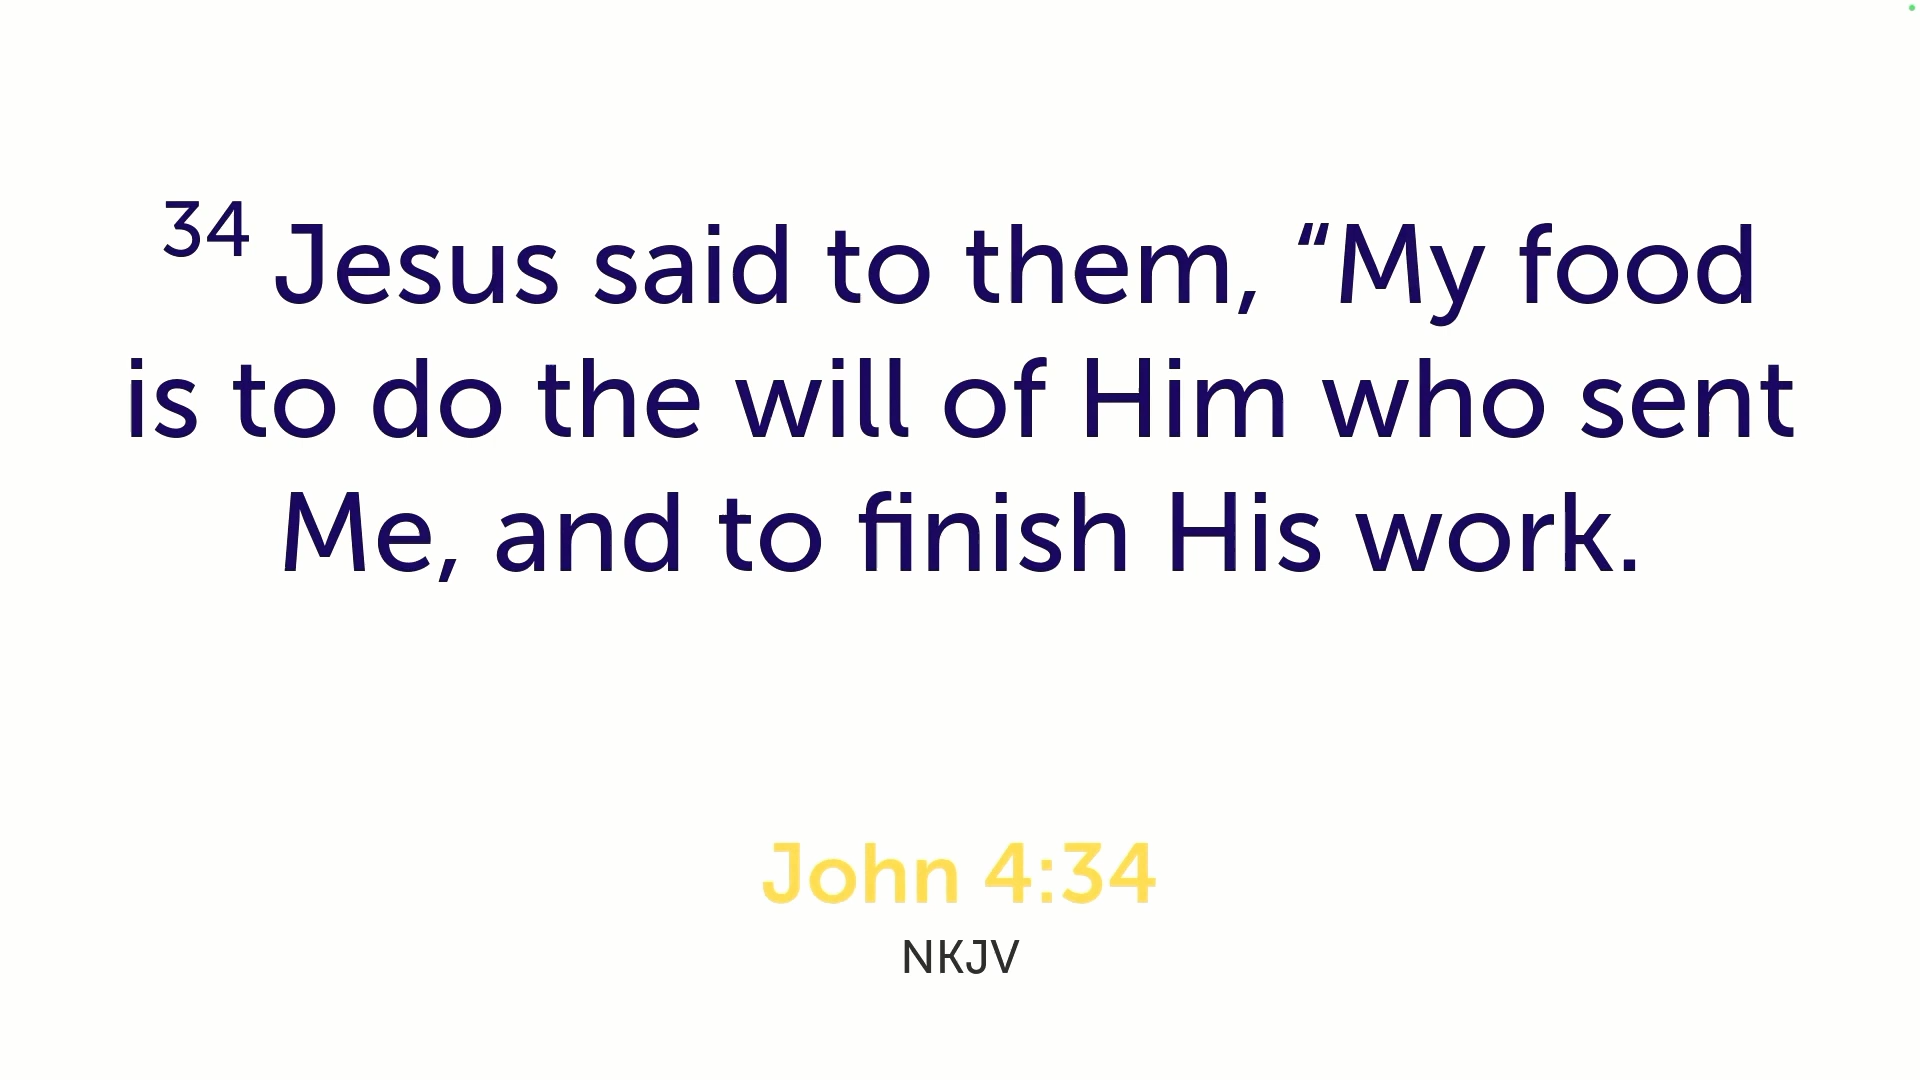 34 Jesus said to them, “My food
is to do the will of Him who sent
Me, and to finish His work.
John 4:34
NKJV